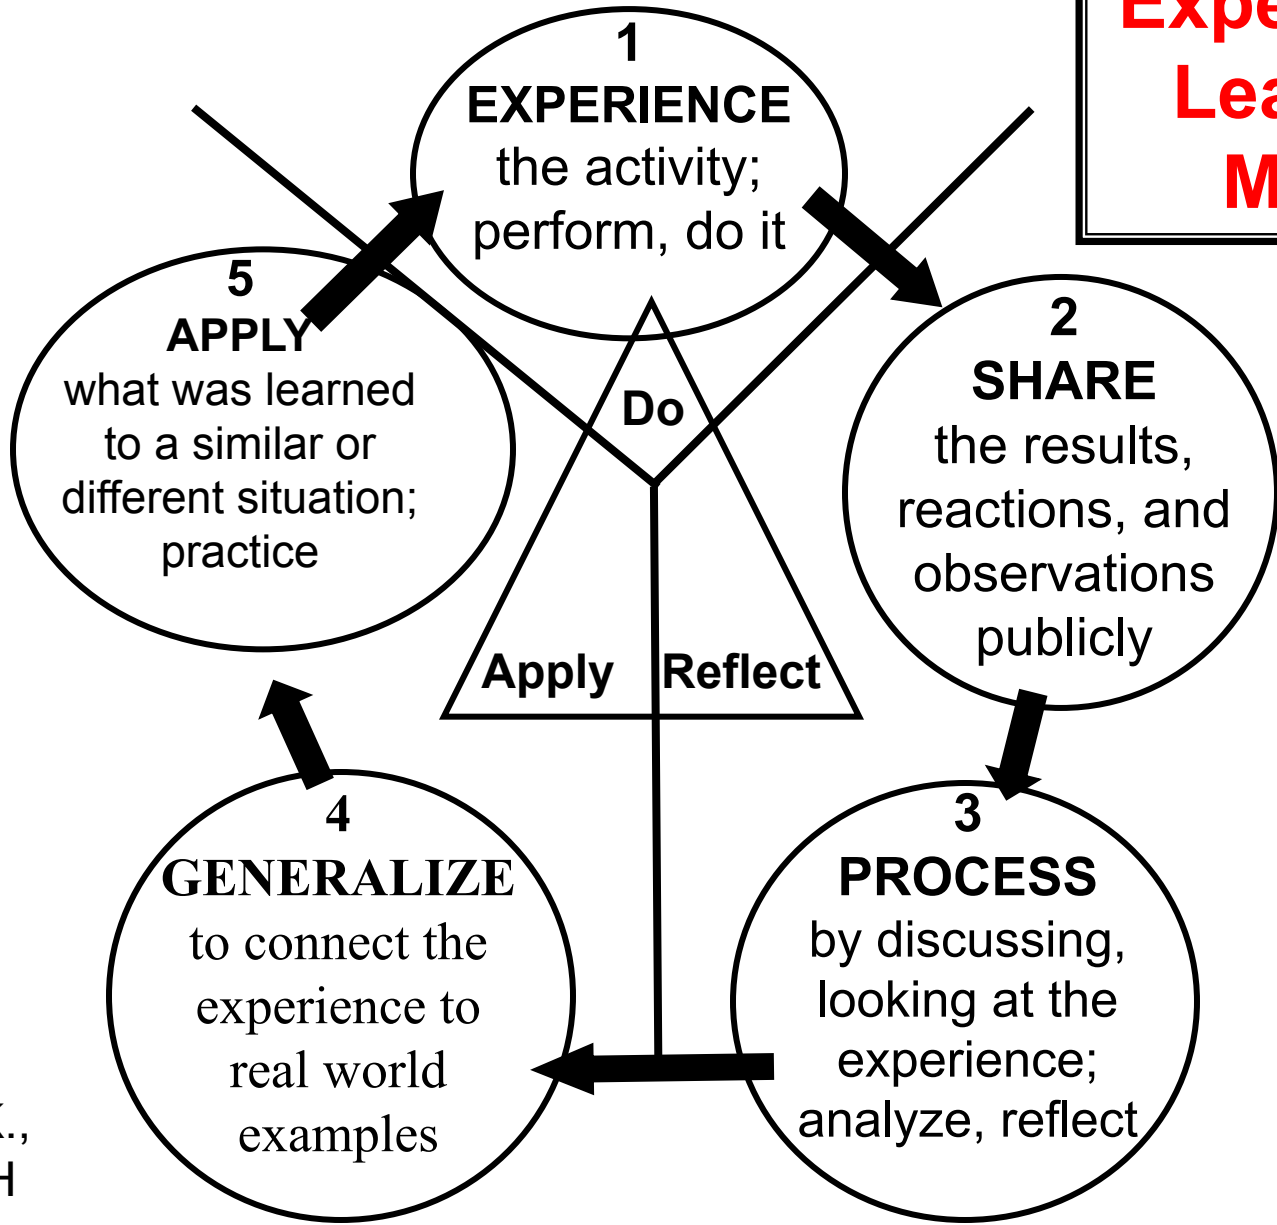 1
EXPERIENCE
the activity;
perform, do it
2
SHARE
the results,
reactions, and
observations
publicly
3
PROCESS
by discussing,
looking at the
experience;
analyze, reflect
4
GENERALIZE
to connect the
experience to
real world
examples
5
APPLY
what was learned
to a similar or
different situation;
practice
Do
Apply
Reflect